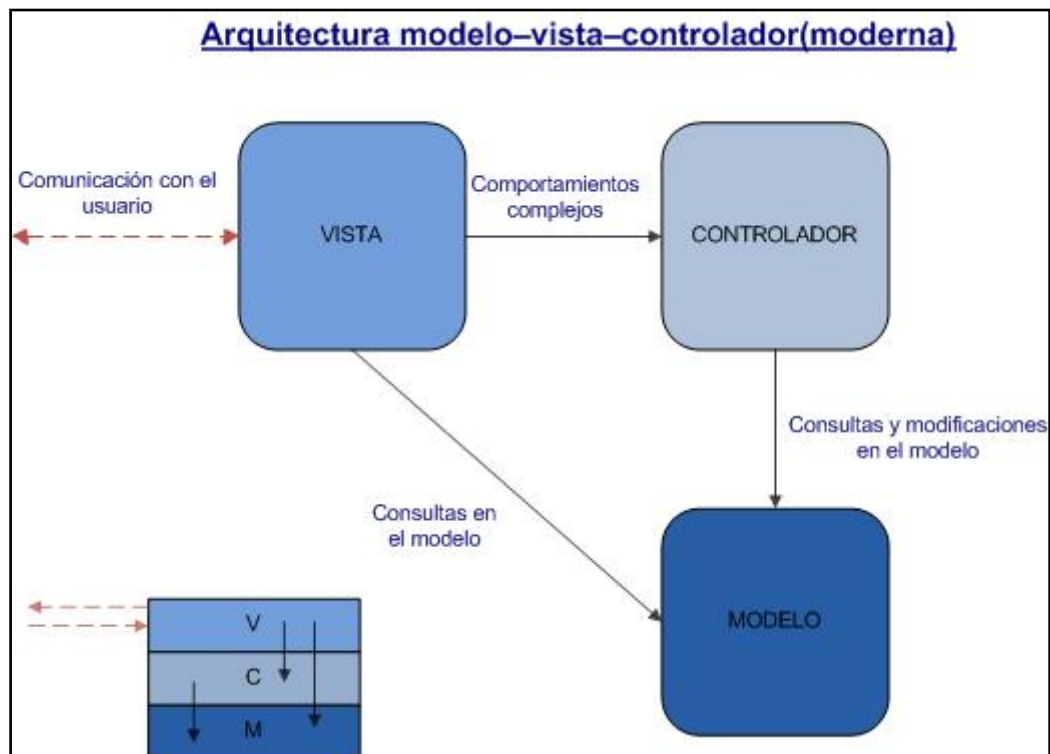 Arquitectura modelo–vista–controlador(moderna)
Comunicación con el
usuario
VISTA
Comportamientos
complejos
CONTROLADOR
Consultas y modificaciones
en el modelo
Consultas en
el modelo
MODELO
V
C
M